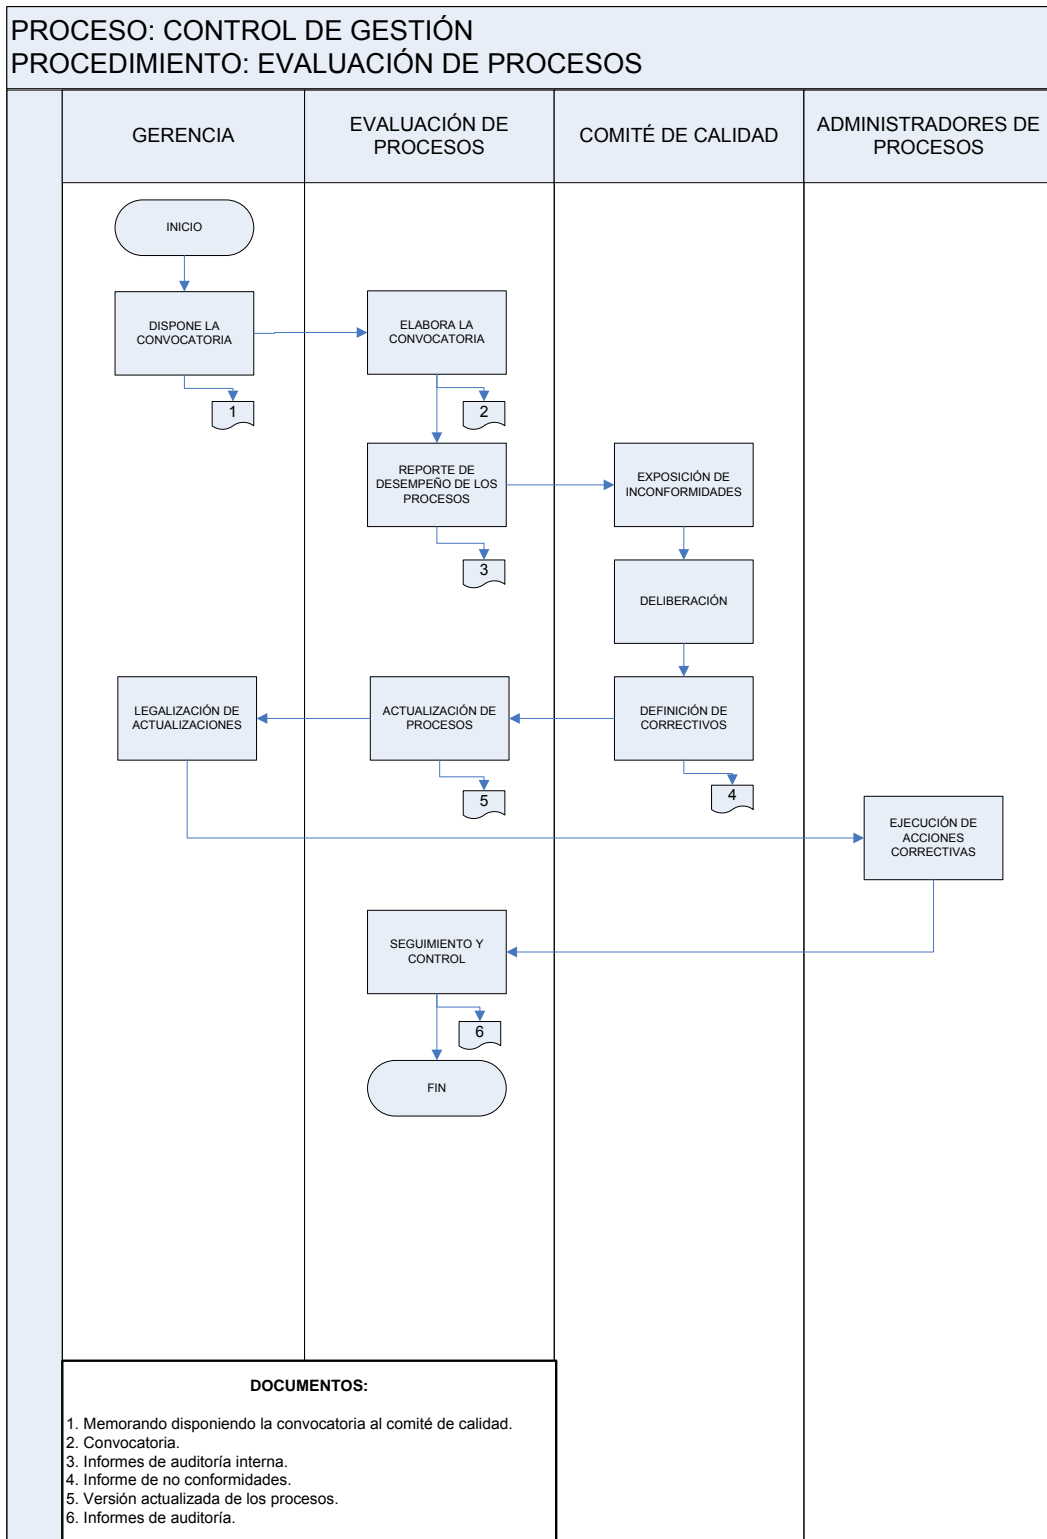 PROCESO: CONTROL DE GESTIÓN
PROCEDIMIENTO: EVALUACIÓN DE PROCESOS
GERENCIA
EVALUACIÓN DE
PROCESOS
COMITÉ DE CALIDAD
ADMINISTRADORES DE
PROCESOS
INICIO
DISPONE LA
CONVOCATORIA
ELABORA LA
CONVOCATORIA
1
2
REPORTE DE
DESEMPEÑO DE LOS
PROCESOS
EXPOSICIÓN DE
INCONFORMIDADES
3
DELIBERACIÓN
LEGALIZACIÓN DE
ACTUALIZACIONES
ACTUALIZACIÓN DE
PROCESOS
DEFINICIÓN DE
CORRECTIVOS
5
4
EJECUCIÓN DE
ACCIONES
CORRECTIVAS
SEGUIMIENTO Y
CONTROL
6
FIN
DOCUMENTOS:
1. Memorando disponiendo la convocatoria al comité de calidad.
2. Convocatoria.
3. Informes de auditoría interna.
4. Informe de no conformidades.
5. Versión actualizada de los procesos.
6. Informes de auditoría.